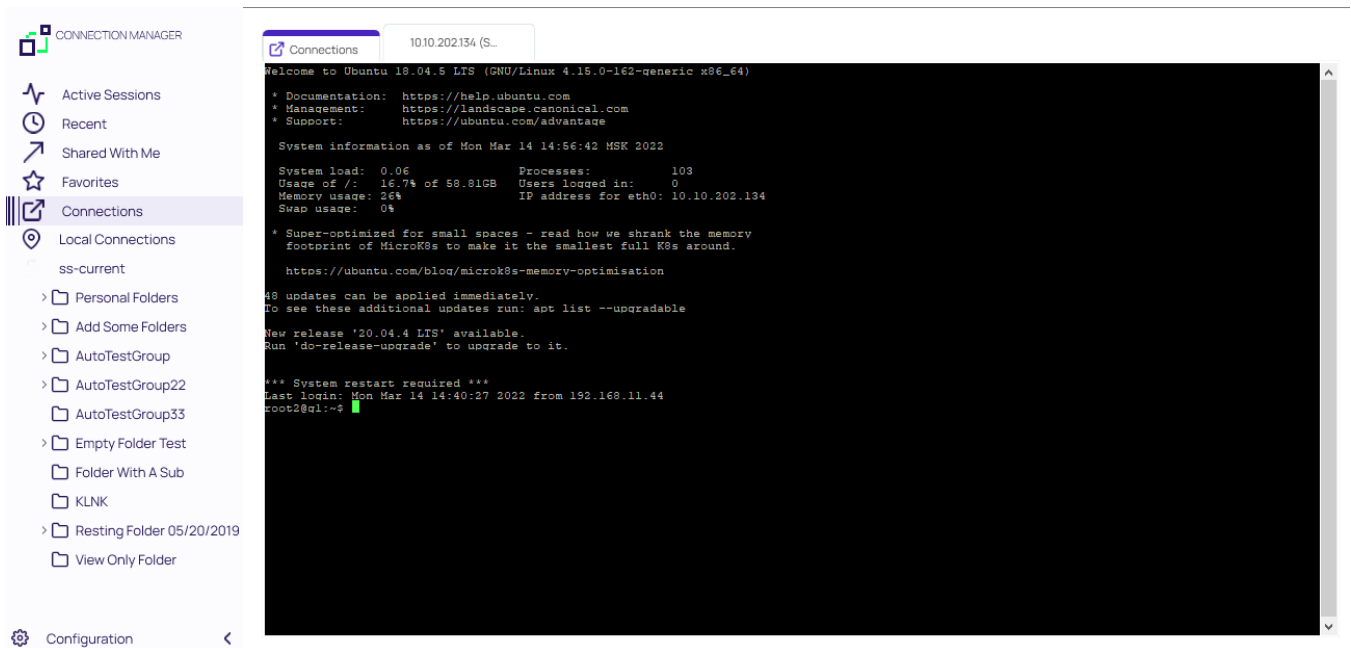 CONNECTION MANAGER
Active Sessions
Recent
Shared With Me
Favorites
Connections
Local Connections
ss-current
Personal Folders
Add Some Folders
AutoTestGroup
AutoTestGroup22
AutoTestGroup33
Empty Folder Test
Folder With A Sub
KLNK
Resting Folder 05/20/2019
View Only Folder
Configuration
Connections
10.10.202.134 (S...
Welcome to Ubuntu 18.04.5 LTS (GNU/Linux 4.15.0-162-generic x86_64)
* Documentation: https://help.ubuntu.com
* Management: https://landscape.canonical.com
* Support: https://ubuntu.com/advantage
System information as of Mon Mar 14 14:56:42 MSK 2022
System load: 0.06 Processes: 103
Usage of /: 16.7% of 58.81GB Users logged in: 0
Memory usage: 26% IP address for eth0: 10.10.202.134
Swap usage: 0%
* Super-optimized for small spaces - read how we shrank the memory
footprint of MicroK8s to make it the smallest full K8s around.
https://ubuntu.com/blog/microk8s-memory-optimisation
48 updates can be applied immediately.
To see these additional updates run: apt list --upgradable
New release '20.04.4 LTS' available.
Run 'do-release-upgrade' to upgrade to it.
*** System restart required ***
Last login: Mon Mar 14 14:40:27 2022 from 192.168.11.44
root2@ql:~$